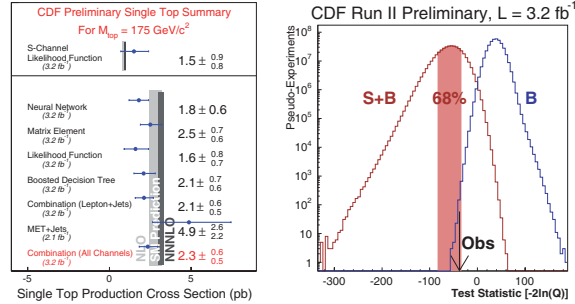 CDF Preliminary Single Top Summary
For M_top = 175 GeV/c²
S-Channel
Likelihood Function
(3.2 fb⁻¹)
1.5 ± 0.9 0.8
Neural Network
(3.2 fb⁻¹)
1.8 ± 0.6
Matrix Element
(3.2 fb⁻¹)
2.5 ± 0.7 0.6
Likelihood Function
(3.2 fb⁻¹)
1.6 ± 0.8 0.7
Boosted Decision Tree
(3.2 fb⁻¹)
2.1 ± 0.7 0.6
Combination (Lepton+Jets)
(3.2 fb⁻¹)
2.1 ± 0.6 0.5
MET+Jets
(2.1 fb⁻¹)
4.9 ± 2.6 2.2
Combination (All Channels)
(3.2 fb⁻¹)
2.3 ± 0.6 0.5
NLO
SM Prediction
NNNLO
-5 0 5
Single Top Production Cross Section (pb)
CDF Run II Preliminary, L = 3.2 fb⁻¹
Pseudo-Experiments
10⁸
10⁷
10⁶
10⁵
10⁴
10³
10²
10
1
S+B
68%
B
Obs
-300 -200 -100 0 100
Test Statistic [-2ln(Q)]